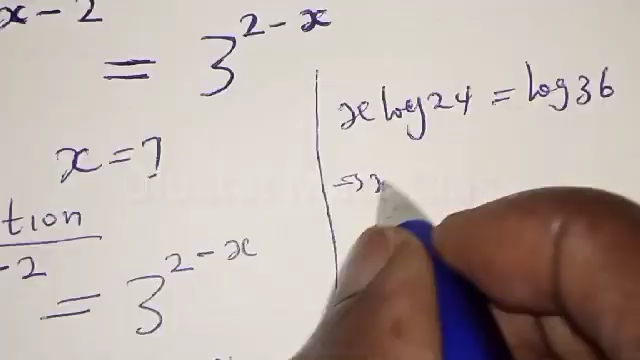 x-2 = 3^2-x
x = ?
tion
-2 = 3^2-x
x log 24 = log 36
⇒ x